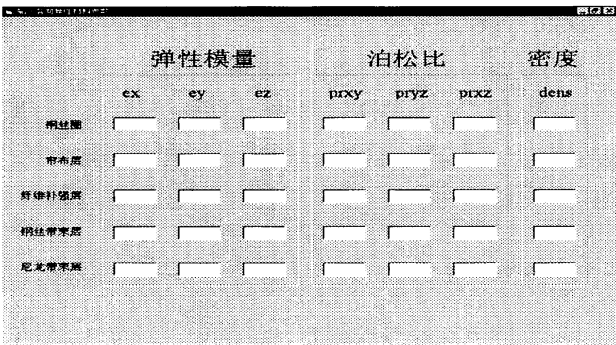 弹性模量 泊松比 密度
ex ey ez prxy pryz prxz dens
钢丝圈
帘布层
纤维补强层
钢丝带束层
尼龙带束层